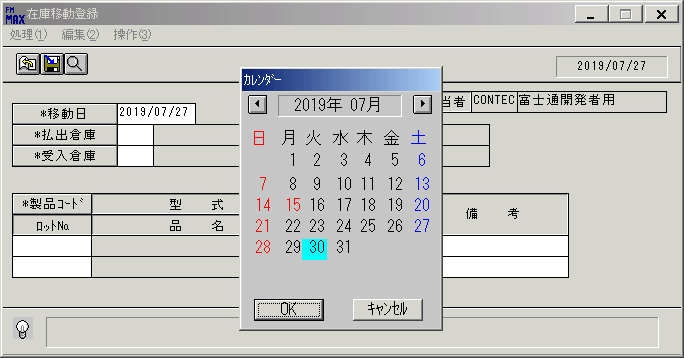 EM MAX 在庫移動登録
処理(1) 編集(2) 操作(3)
2019/07/27
当者 CONTEC 富士通開発者用
*移動日 2019/07/27
*払出倉庫
*受入倉庫
*製品ｺｰﾄﾞ 型 式 備 考
ﾛｯﾄNo. 品 名
ｶﾚﾝﾀﾞｰ
2019年 07月
日 月 火 水 木 金 土
1 2 3 4 5 6
7 8 9 10 11 12 13
14 15 16 17 18 19 20
21 22 23 24 25 26 27
28 29 30 31
OK ｷｬﾝｾﾙ